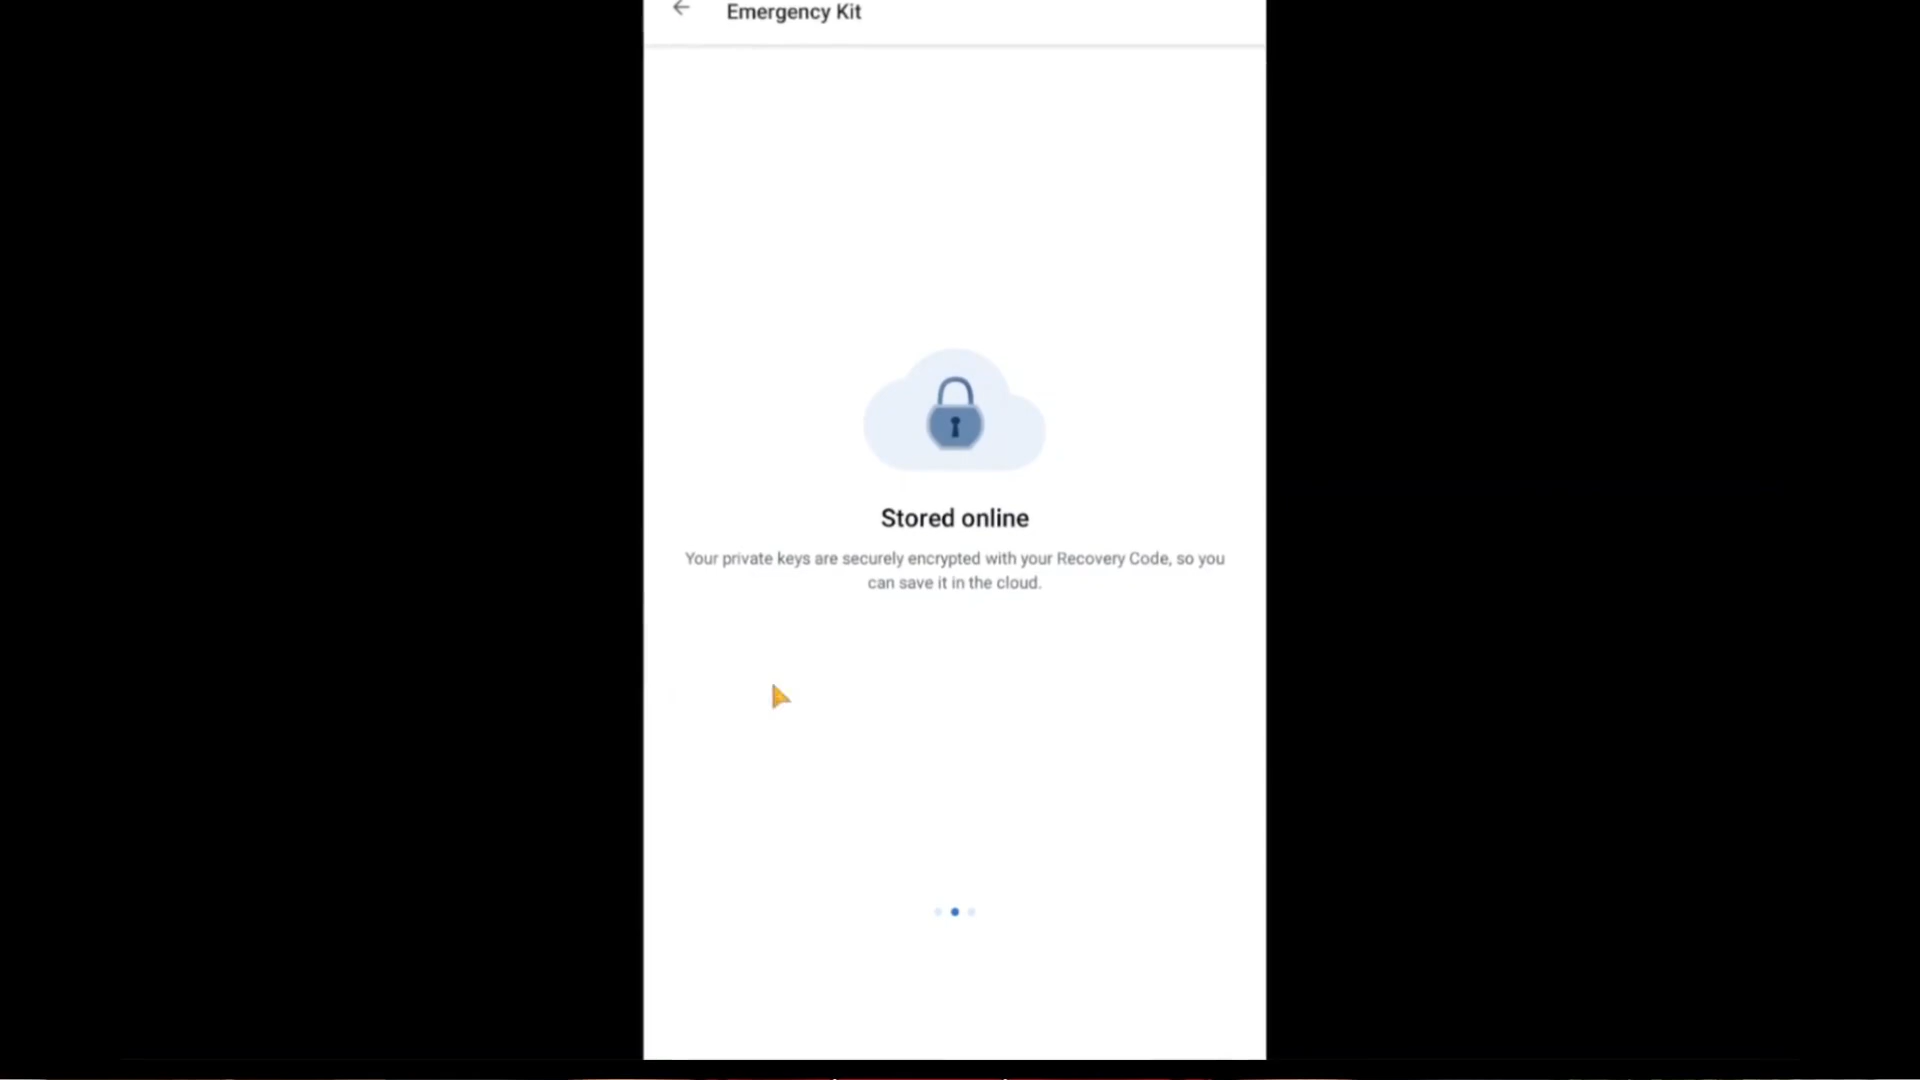 Emergency Kit
Stored online
Your private keys are securely encrypted with your Recovery Code, so you
can save it in the cloud.